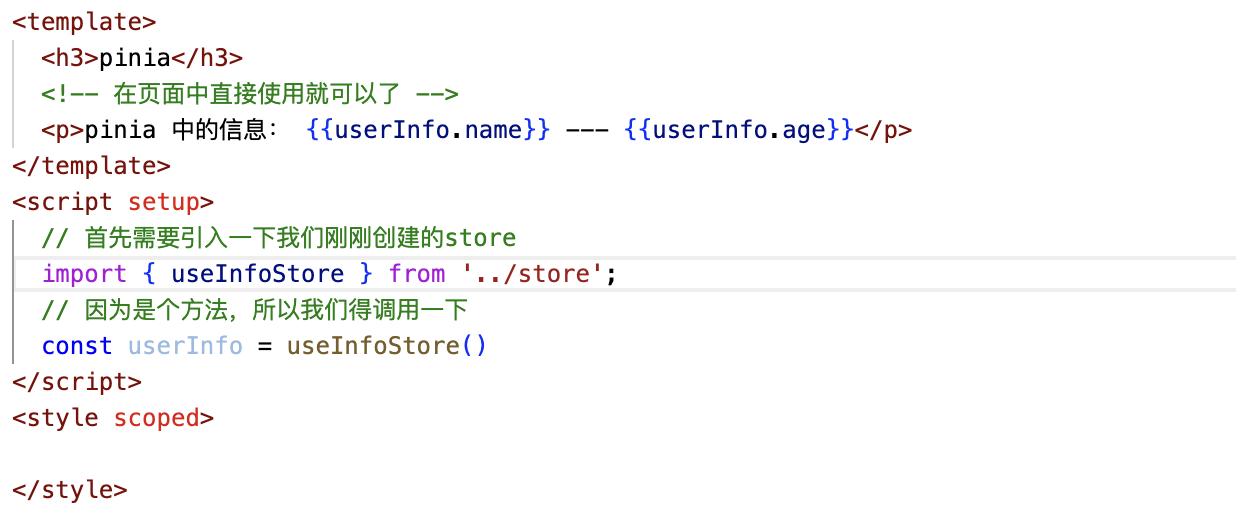 <template>
  <h3>pinia</h3>
  <!-- 在页面中直接使用就可以了 -->
  <p>pinia 中的信息： {{userInfo.name}} --- {{userInfo.age}}</p>
</template>
<script setup>
  // 首先需要引入一下我们刚刚创建的store
  import { useInfoStore } from '../store';
  // 因为是个方法，所以我们得调用一下
  const userInfo = useInfoStore()
</script>
<style scoped>

</style>